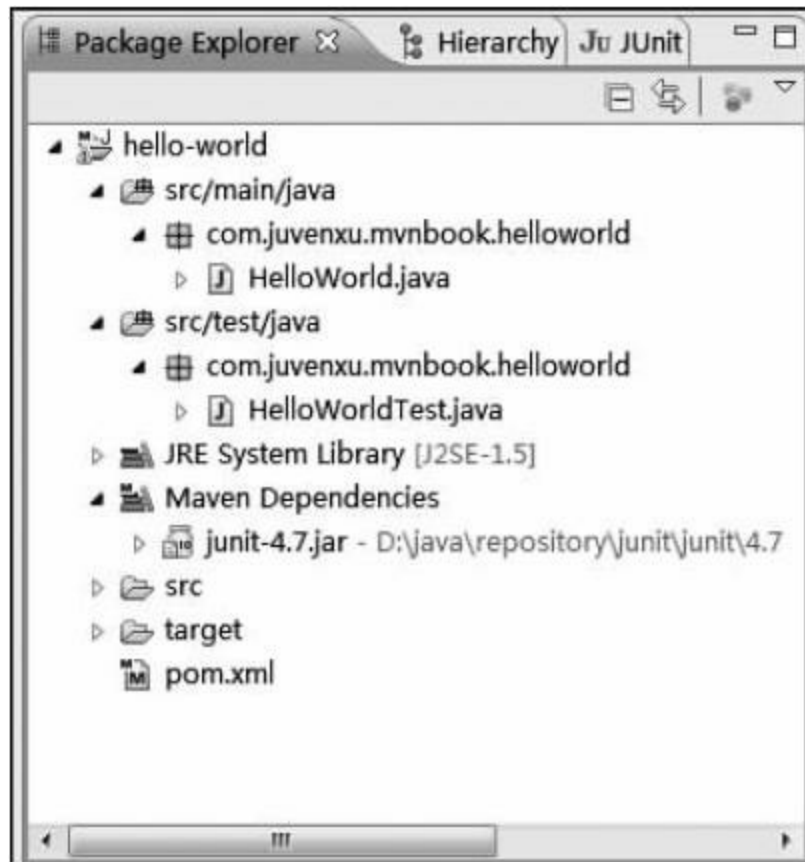 Package Explorer Hierarchy JUnit
hello-world
src/main/java
com.juvenxu.mvnbook.helloworld
HelloWorld.java
src/test/java
com.juvenxu.mvnbook.helloworld
HelloWorldTest.java
JRE System Library [J2SE-1.5]
Maven Dependencies
junit-4.7.jar - D:\java\repository\junit\junit\4.7
src
target
pom.xml